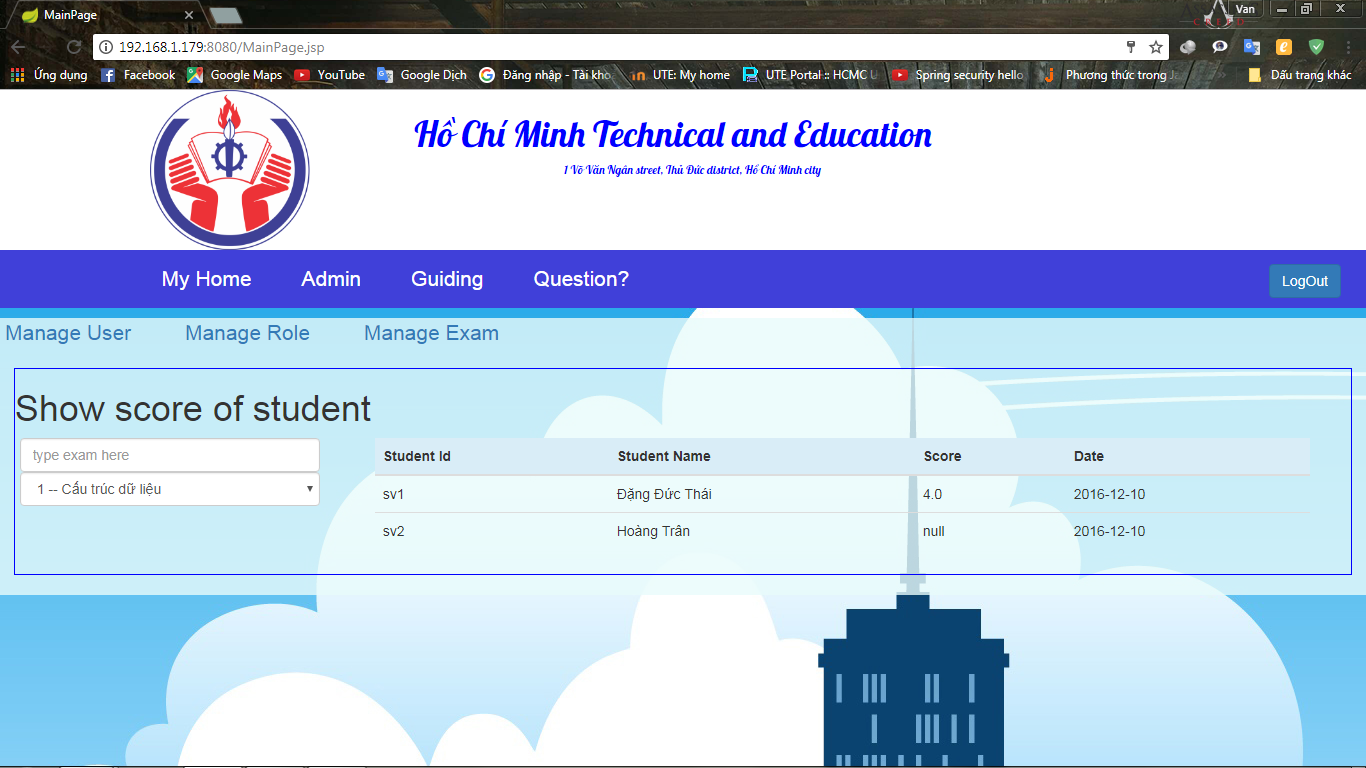 MainPage
Van
192.168.1.179:8080/MainPage.jsp
Ứng dụng Facebook Google Maps YouTube Google Dịch Đăng nhập - Tài kho UTE: My home UTE Portal :: HCMC U Spring security hello Phương thức trong Ja Dấu trang khác
Hồ Chí Minh Technical and Education
1 Võ Văn Ngân street, Thủ Đức district, Hồ Chí Minh city
My Home Admin Guiding Question? LogOut
Manage User Manage Role Manage Exam
Show score of student
type exam here
1 -- Cấu trúc dữ liệu
Student Id Student Name Score Date
sv1 Đặng Đức Thái 4.0 2016-12-10
sv2 Hoàng Trân null 2016-12-10